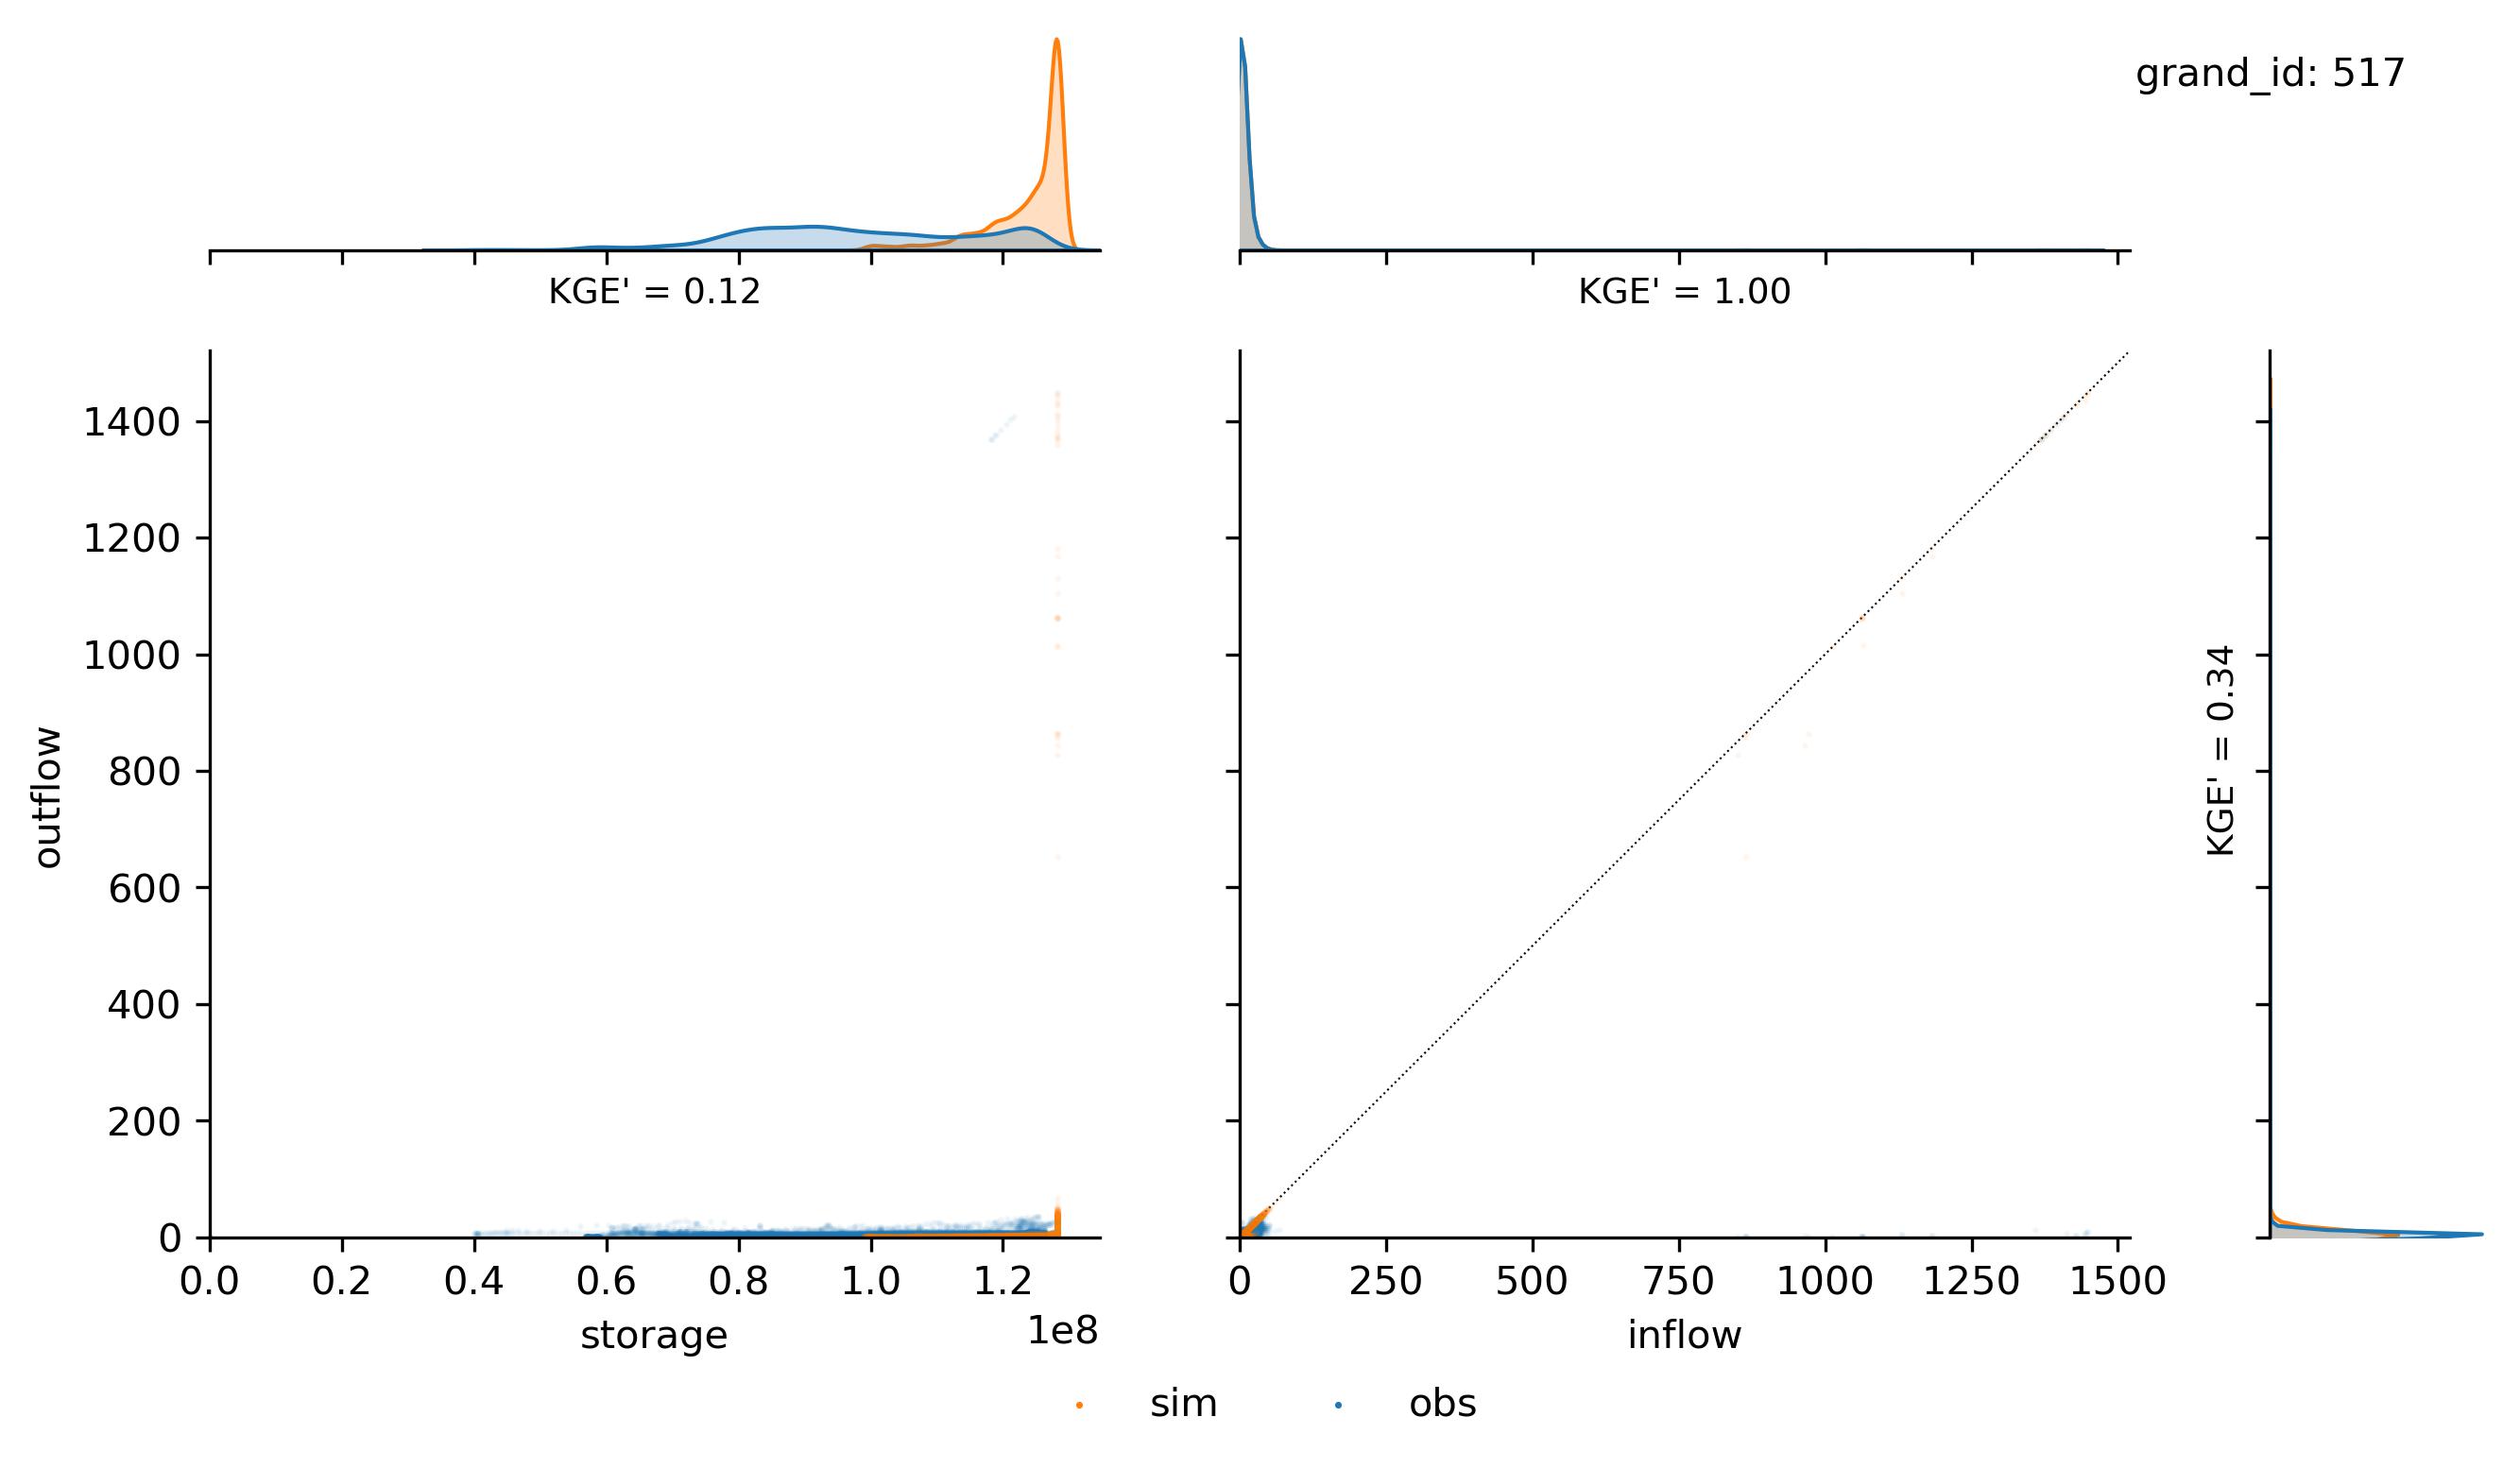 grand_id: 517
KGE' = 0.12
KGE' = 1.00
1400
1200
1000
800
600
400
200
0
outflow
KGE' = 0.34
0.0 0.2 0.4 0.6 0.8 1.0 1.2
1e8
storage
0 250 500 750 1000 1250 1500
inflow
sim obs